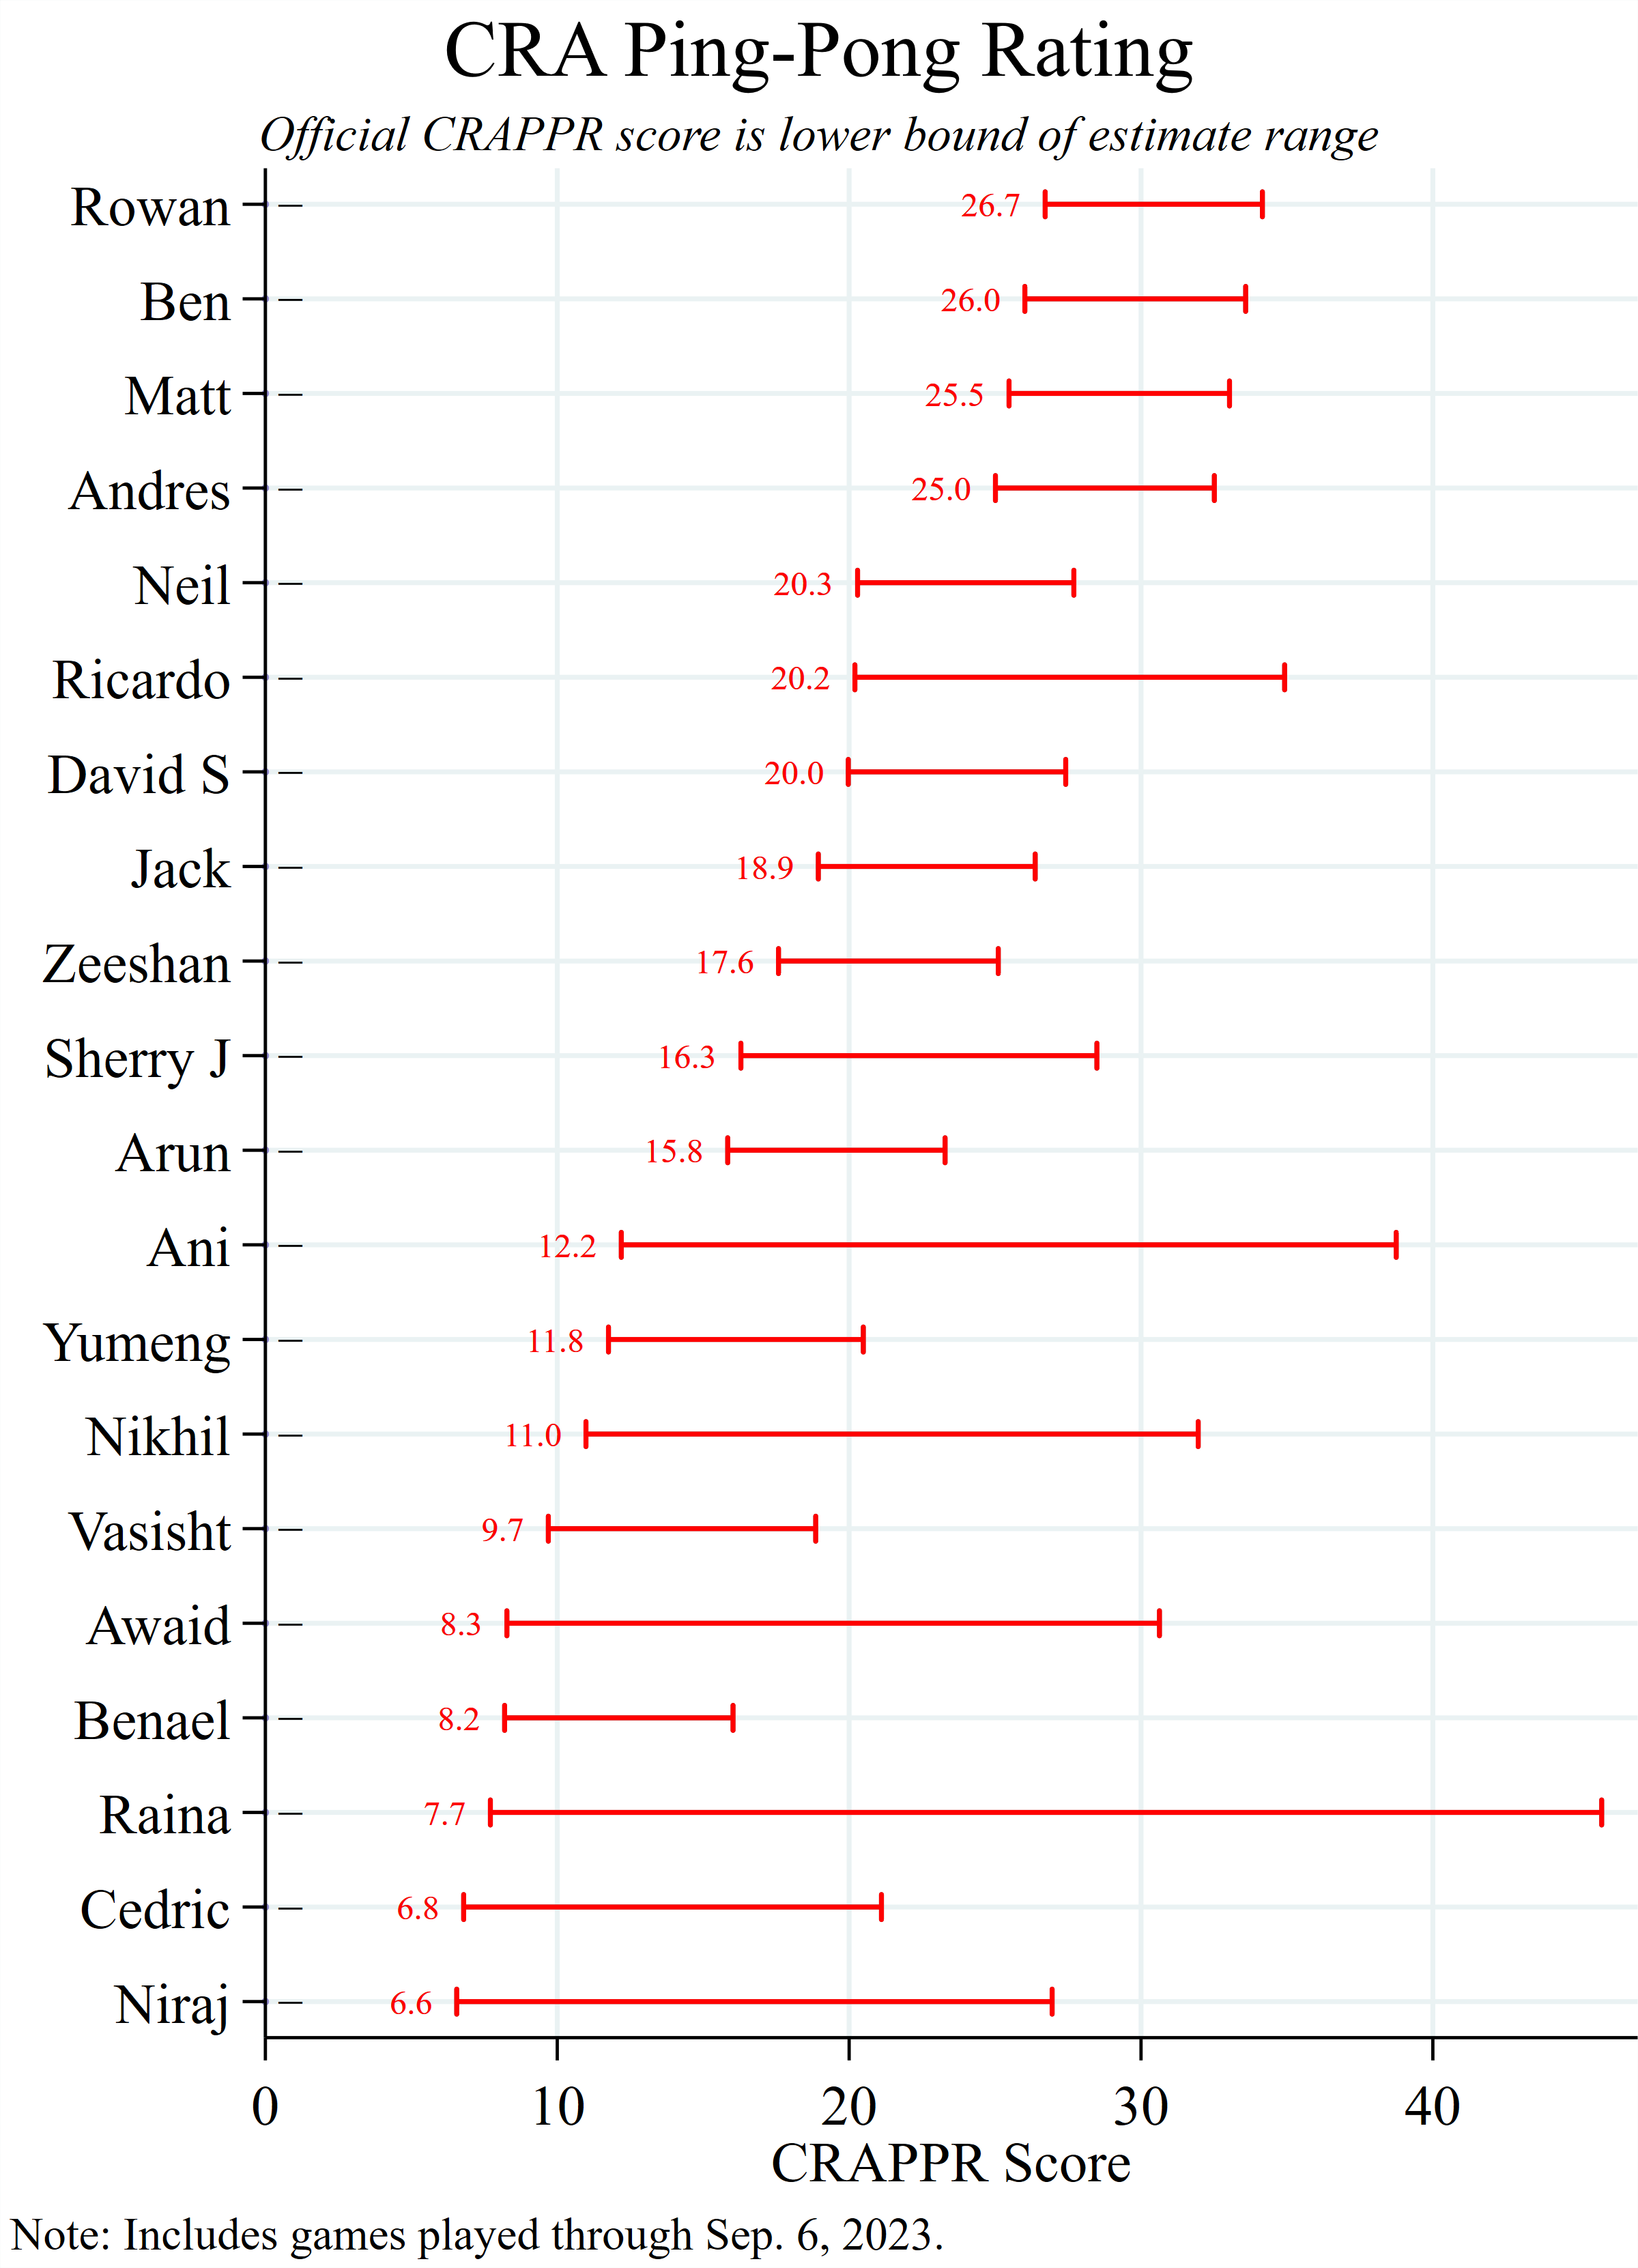 CRA Ping-Pong Rating
Official CRAPPR score is lower bound of estimate range
Rowan 26.7
Ben 26.0
Matt 25.5
Andres 25.0
Neil 20.3
Ricardo 20.2
David S 20.0
Jack 18.9
Zeeshan 17.6
Sherry J 16.3
Arun 15.8
Ani 12.2
Yumeng 11.8
Nikhil 11.0
Vasisht 9.7
Awaid 8.3
Benael 8.2
Raina 7.7
Cedric 6.8
Niraj 6.6
0 10 20 30 40
CRAPPR Score
Note: Includes games played through Sep. 6, 2023.